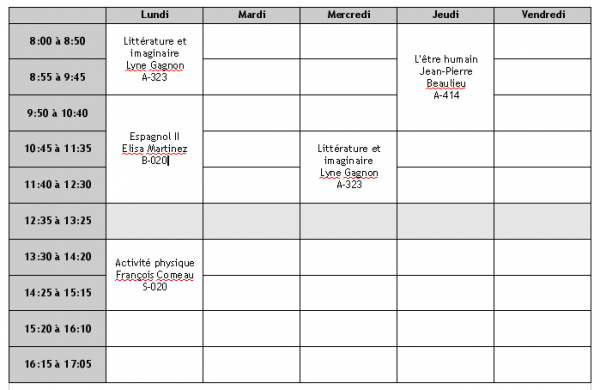 Lundi Mardi Mercredi Jeudi Vendredi
8:00 à 8:50
Littérature et
imaginaire
Lyne Gagnon
A-323
8:55 à 9:45
L'être humain
Jean-Pierre
Beaulieu
A-414
9:50 à 10:40
Espagnol II
Elisa Martinez
B-020
10:45 à 11:35
Littérature et
imaginaire
Lyne Gagnon
A-323
11:40 à 12:30
12:35 à 13:25
13:30 à 14:20
Activité physique
François Comeau
S-020
14:25 à 15:15
15:20 à 16:10
16:15 à 17:05